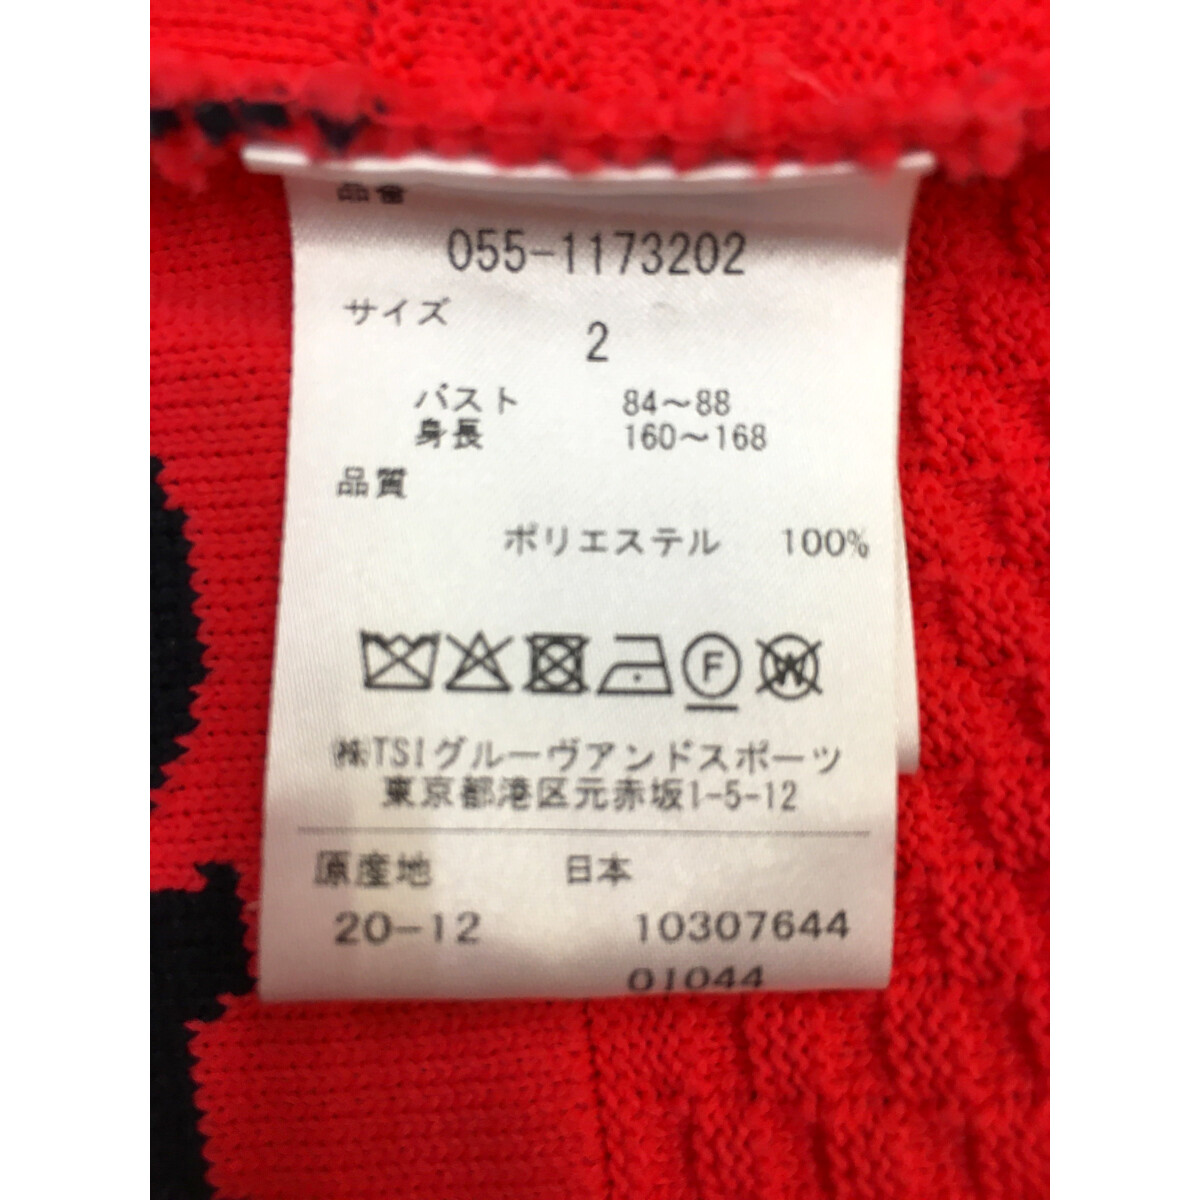 品番
055-1173202
サイズ
2
バスト 84～88
身長 160～168
品質
ポリエステル 100%
F W
㈱TSIグルーヴアンドスポーツ
東京都港区元赤坂1-5-12
原産地 日本
20-12 10307644
01044